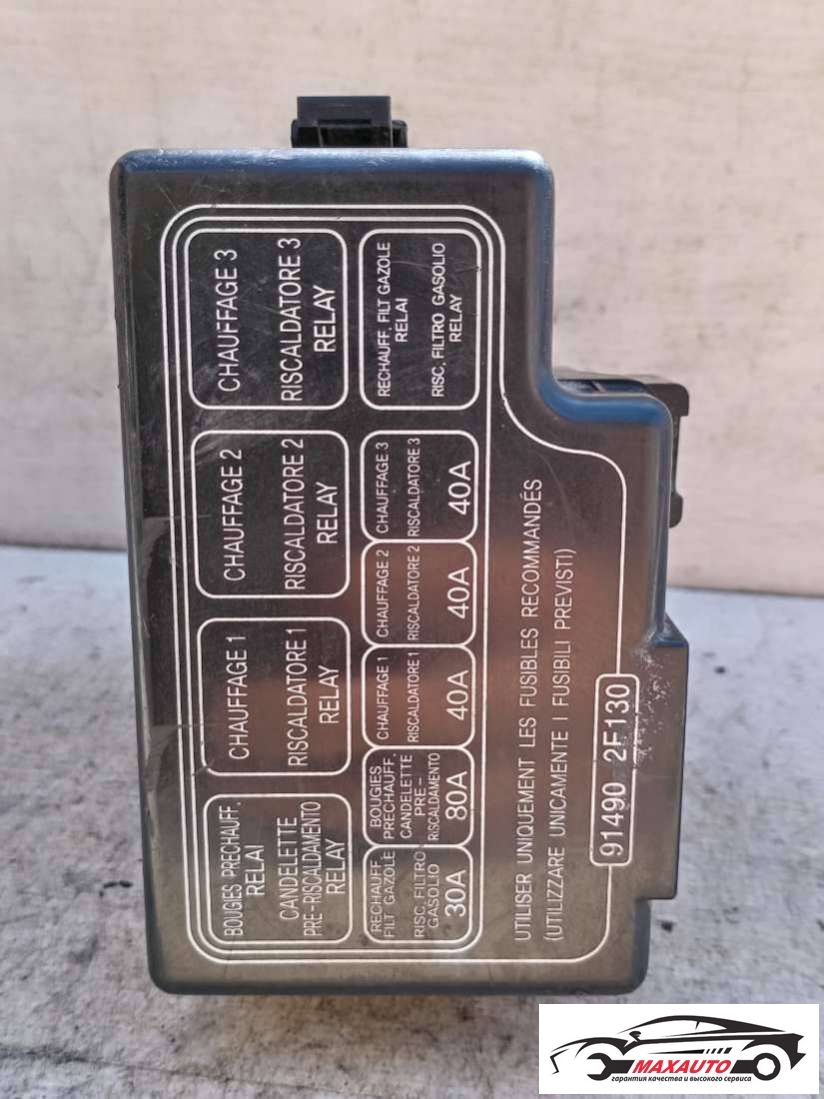 BOUGIES PRECHAUFF,
RELAI
CANDELETTE
PRE-RISCALDAMENTO
RELAY
CHAUFFAGE 1
RISCALDATORE 1
RELAY
CHAUFFAGE 2
RISCALDATORE 2
RELAY
CHAUFFAGE 3
RISCALDATORE 3
RELAY
RECHAUFF,
FILT GAZOLE
RISC, FILTRO
GASOLIO
30A
BOUGIES
PRECHAUFF,
CANDELETTE
PRE-
RISCALDAMENTO
80A
CHAUFFAGE 1
RISCALDATORE 1
40A
CHAUFFAGE 2
RISCALDATORE 2
40A
CHAUFFAGE 3
RISCALDATORE 3
40A
RECHAUFF, FILT GAZOLE
RELAI
RISC, FILTRO GASOLIO
RELAY
UTILISER UNIQUEMENT LES FUSIBLES RECOMMANDÉS
(UTILIZZARE UNICAMENTE I FUSIBILI PREVISTI)
91490 2F130
MAXAUTO
гарантия качества и высокого сервиса